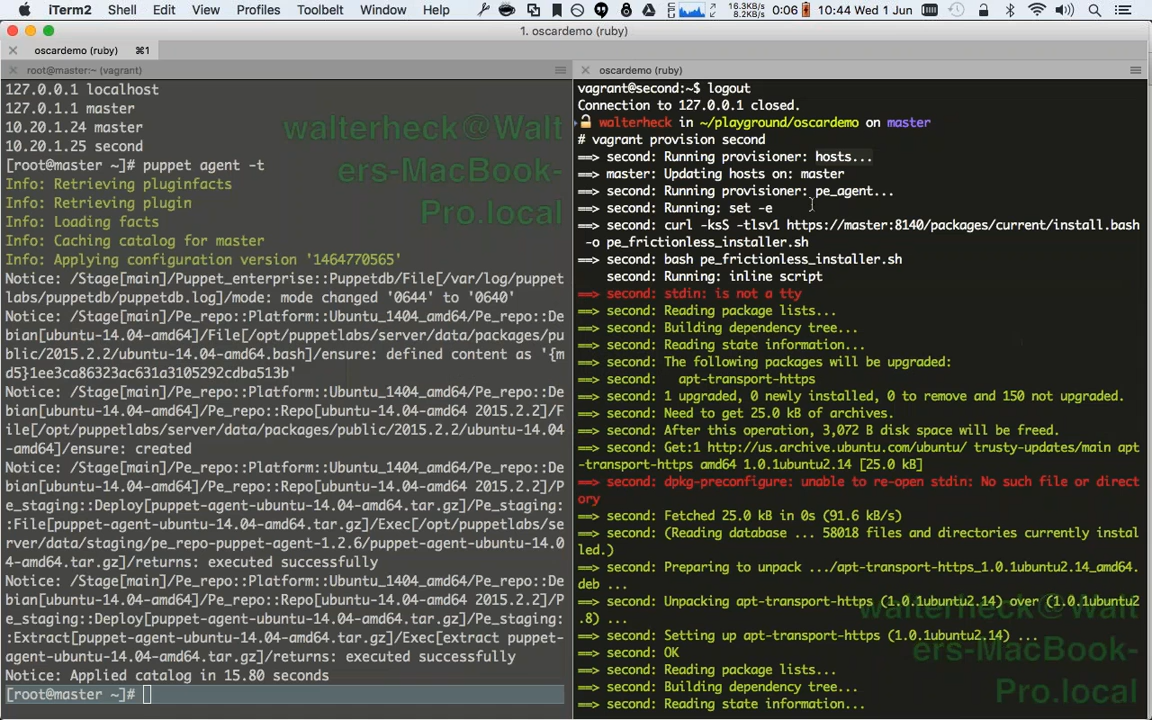 iTerm2 Shell Edit View Profiles Toolbelt Window Help 16.3KB/s 8.2KB/s 0:06 10:44 Wed 1 Jun
1. oscardemo (ruby)
oscardemo (ruby) ⌘1
root@master:~ (vagrant)
127.0.0.1 localhost
127.0.1.1 master
10.20.1.24 master
10.20.1.25 second
[root@master ~]# puppet agent -t
Info: Retrieving pluginfacts
Info: Retrieving plugin
Info: Loading facts
Info: Caching catalog for master
Info: Applying configuration version '1464770565'
Notice: /Stage[main]/Puppet_enterprise::Puppetdb/File[/var/log/puppet
labs/puppetdb.log]/mode: mode changed '0644' to '0640'
Notice: /Stage[main]/Pe_repo::Platform::Ubuntu_1404_amd64/Pe_repo::De
bian[ubuntu-14.04-amd64]/File[/opt/puppetlabs/server/data/packages/pu
blic/2015.2.2/ubuntu-14.04-amd64.bash]/ensure: defined content as '{m
d5}1ee3ca86323ac631a3105292cdba513b'
Notice: /Stage[main]/Pe_repo::Platform::Ubuntu_1404_amd64/Pe_repo::De
bian[ubuntu-14.04-amd64]/Pe_repo::Repo[ubuntu-14.04-amd64 2015.2.2]/F
ile[/opt/puppetlabs/server/data/packages/public/2015.2.2/ubuntu-14.04
-amd64]/ensure: created
Notice: /Stage[main]/Pe_repo::Platform::Ubuntu_1404_amd64/Pe_repo::De
bian[ubuntu-14.04-amd64]/Pe_repo::Repo[ubuntu-14.04-amd64 2015.2.2]/P
e_staging::Deploy[puppet-agent-ubuntu-14.04-amd64.tar.gz]/Pe_staging:
:File[puppet-agent-ubuntu-14.04-amd64.tar.gz]/Exec[/opt/puppetlabs/se
rver/data/staging/pe_repo-puppet-agent-1.2.6/puppet-agent-ubuntu-14.0
4-amd64.tar.gz]/returns: executed successfully
Notice: /Stage[main]/Pe_repo::Platform::Ubuntu_1404_amd64/Pe_repo::De
bian[ubuntu-14.04-amd64]/Pe_repo::Repo[ubuntu-14.04-amd64 2015.2.2]/P
e_staging::Deploy[puppet-agent-ubuntu-14.04-amd64.tar.gz]/Pe_staging:
:Extract[puppet-agent-ubuntu-14.04-amd64.tar.gz]/Exec[extract puppet-
agent-ubuntu-14.04-amd64.tar.gz]/returns: executed successfully
Notice: Applied catalog in 15.80 seconds
[root@master ~]#
walterheck@Walt
ers-MacBook-
Pro.local
oscardemo (ruby)
vagrant@second:~$ logout
Connection to 127.0.0.1 closed.
walterheck in ~/playground/oscardemo on master
# vagrant provision second
==> second: Running provisioner: hosts...
==> master: Updating hosts on: master
==> second: Running provisioner: pe_agent...
==> second: Running: set -e
==> second: curl -ksS -tlsv1 https://master:8140/packages/current/install.bash
-o pe_frictionless_installer.sh
==> second: bash pe_frictionless_installer.sh
second: Running: inline script
==> second: stdin: is not a tty
==> second: Reading package lists...
==> second: Building dependency tree...
==> second: Reading state information...
==> second: The following packages will be upgraded:
==> second: apt-transport-https
==> second: 1 upgraded, 0 newly installed, 0 to remove and 150 not upgraded.
==> second: Need to get 25.0 kB of archives.
==> second: After this operation, 3,072 B disk space will be freed.
==> second: Get:1 http://us.archive.ubuntu.com/ubuntu/ trusty-updates/main apt
-transport-https amd64 1.0.1ubuntu2.14 [25.0 kB]
==> second: dpkg-preconfigure: unable to re-open stdin: No such file or direct
ory
==> second: Fetched 25.0 kB in 0s (91.6 kB/s)
==> second: (Reading database ... 58018 files and directories currently instal
led.)
==> second: Preparing to unpack .../apt-transport-https_1.0.1ubuntu2.14_amd64.
deb ...
==> second: Unpacking apt-transport-https (1.0.1ubuntu2.14) over (1.0.1ubuntu2
.8) ...
==> second: Setting up apt-transport-https (1.0.1ubuntu2.14) ...
==> second: OK
==> second: Reading package lists...
==> second: Building dependency tree...
==> second: Reading state information...
walterheck@Walt
ers-MacBook-
Pro.local